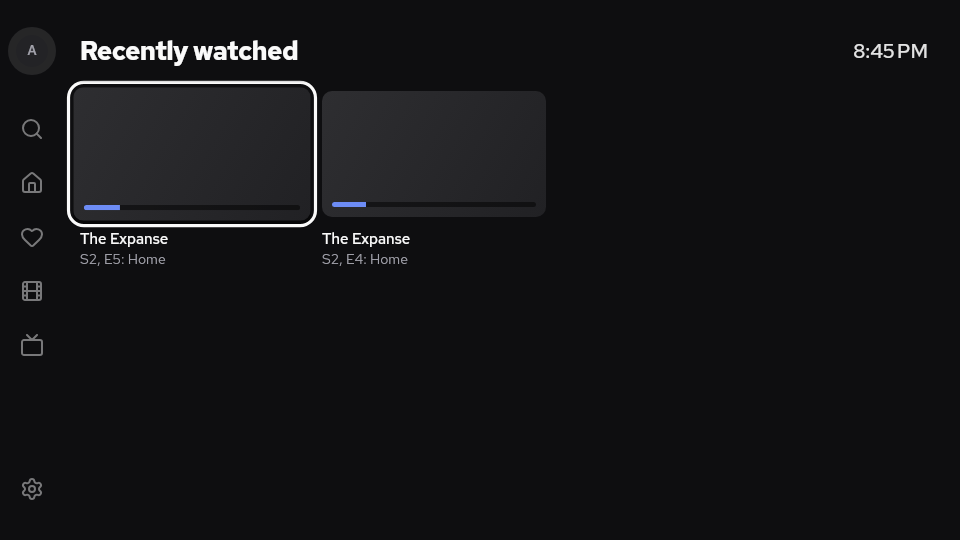 A
Recently watched
8:45 PM
The Expanse
S2, E5: Home
The Expanse
S2, E4: Home